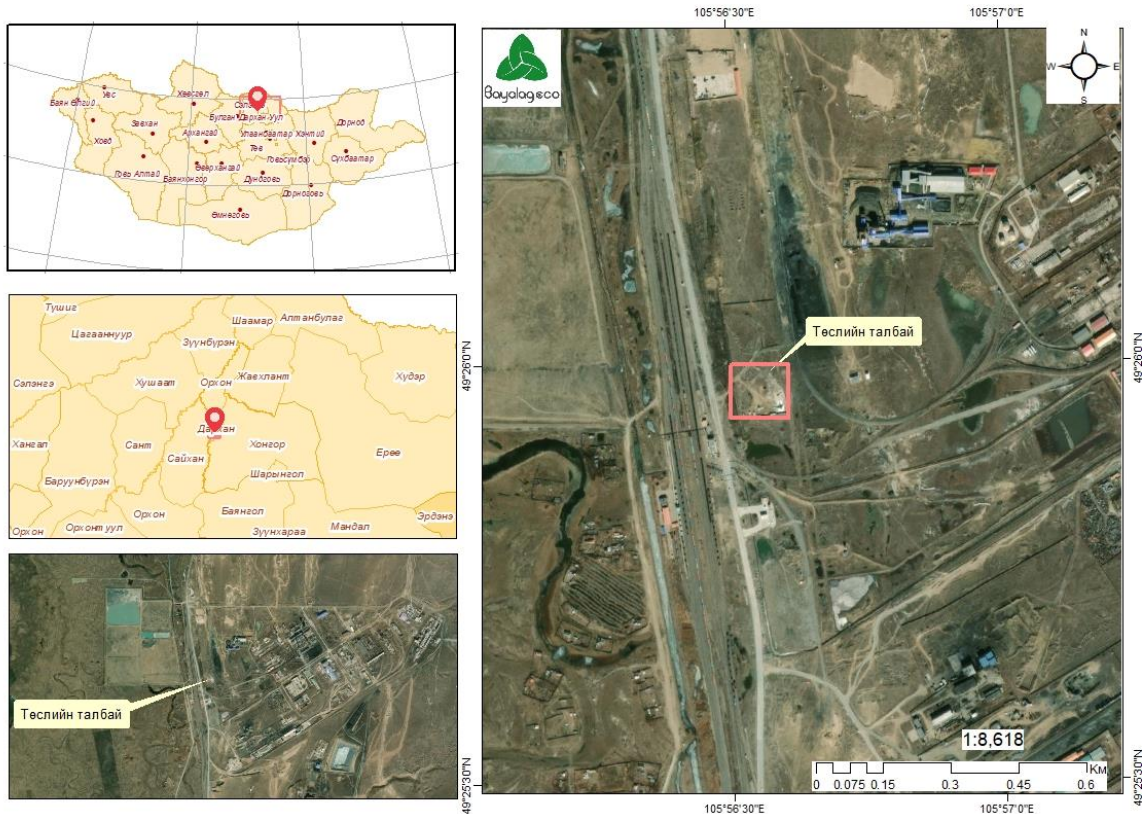 Баян Өлгий
Увс
Хөвсгөл
Булган
Дархан-Уул
Ховд
Завхан
Архангай
Улаанбаатар
Хэнтий
Дорнод
Төв
Говьсүмбэр
Сүхбаатар
Говь Алтай
Баянхонгор
Өвөрхангай
Дундговь
Дорноговь
Өмнөговь
Түшиг
Цагааннуур
Шаамар
Алтанбулаг
Зүүнбүрэн
Сэлэнгэ
Хушаат
Орхон
Жавхлант
Хүдэр
Дархан
Хангал
Сант
Сайхан
Хонгор
Ерөө
Баруунбүрэн
Шарынгол
Орхон
Орхонтуул
Орхон
Баянгол
Зүүнхараа
Мандал
Эрдэнэ
Төслийн талбай
105°56'30"E
105°57'0"E
Bayalag eco
N
W
E
S
Төслийн талбай
49°26'0"N
49°26'0"N
1:8,618
Км
0 0.075 0.15 0.3 0.45 0.6
49°25'30"N
49°25'30"N
105°56'30"E
105°57'0"E